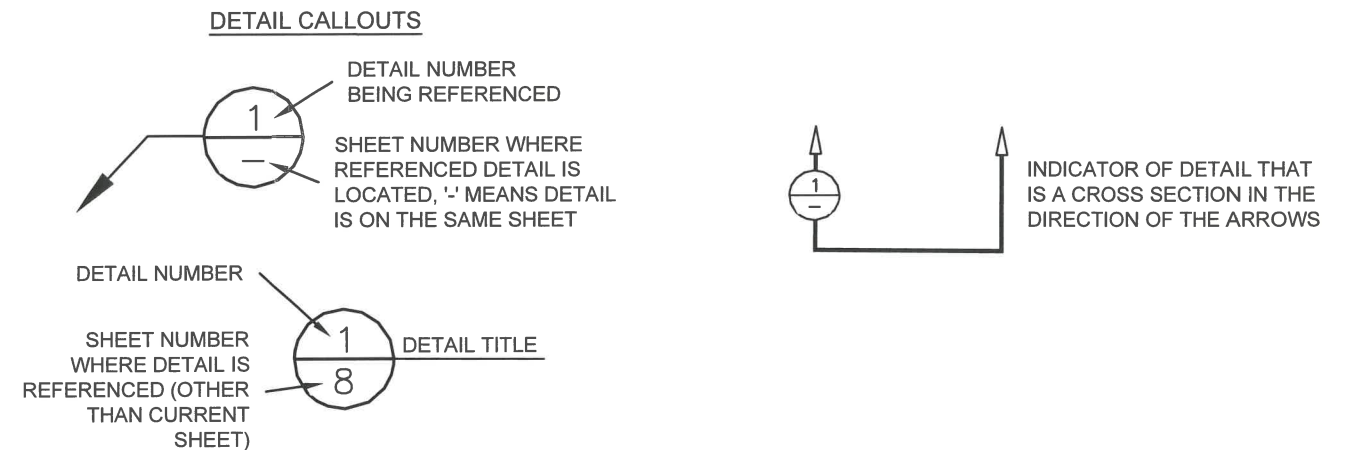 DETAIL CALLOUTS
DETAIL NUMBER
BEING REFERENCED
1
-
SHEET NUMBER WHERE
REFERENCED DETAIL IS
LOCATED, '-' MEANS DETAIL
IS ON THE SAME SHEET
DETAIL NUMBER
SHEET NUMBER
WHERE DETAIL IS
REFERENCED (OTHER
THAN CURRENT
SHEET)
1
8
DETAIL TITLE
1
-
INDICATOR OF DETAIL THAT
IS A CROSS SECTION IN THE
DIRECTION OF THE ARROWS